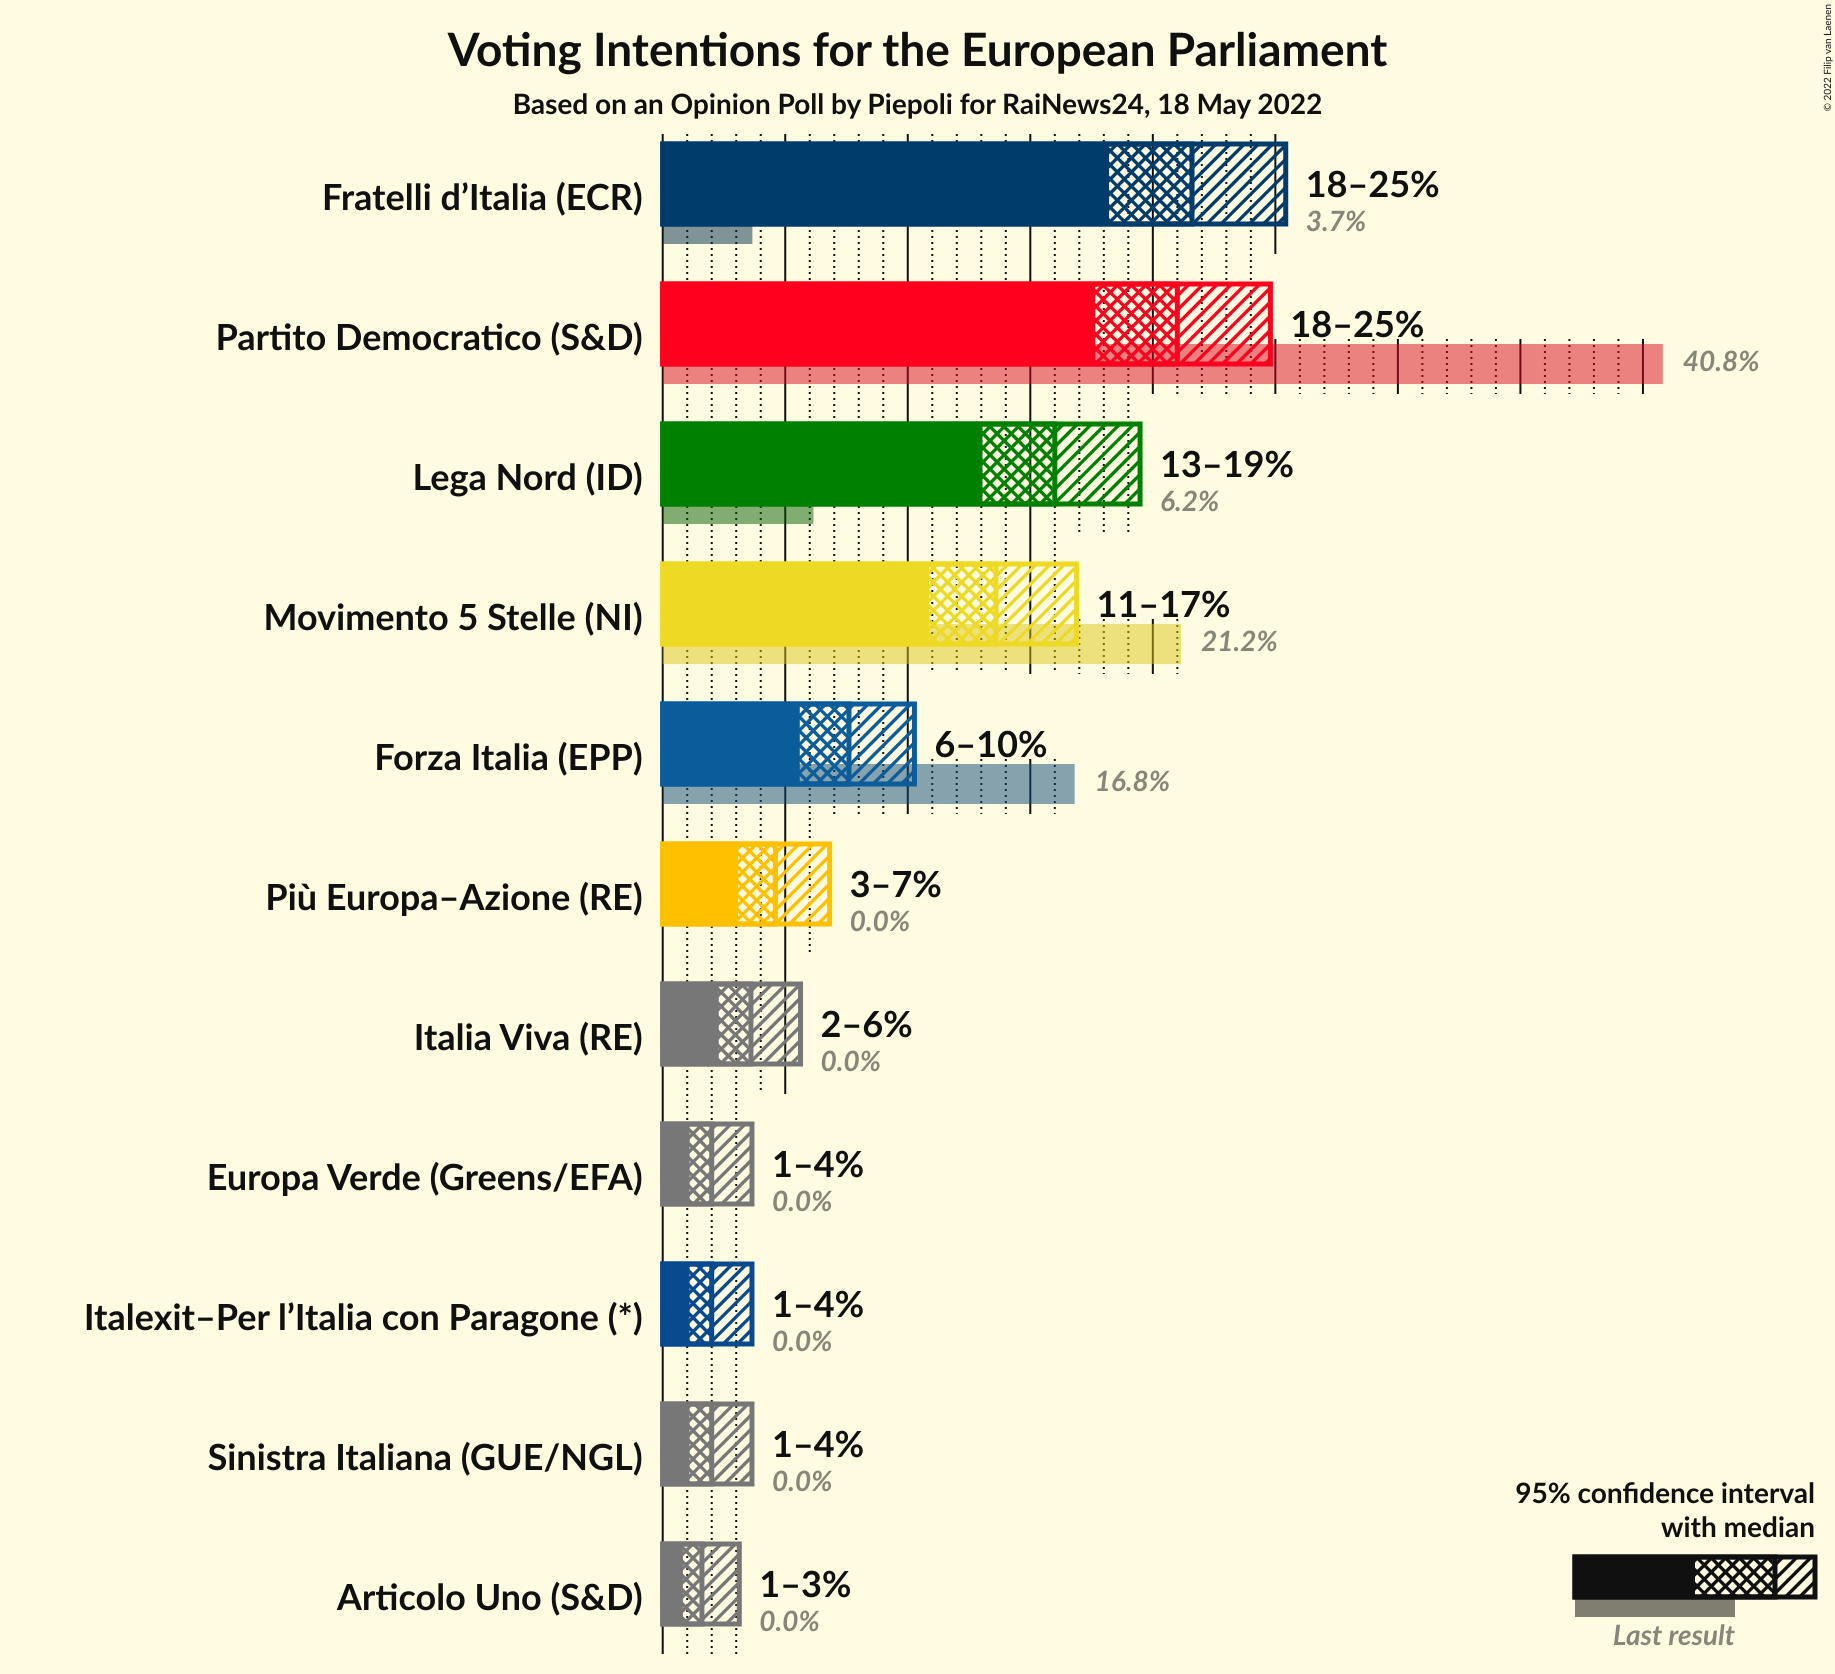 Voting Intentions for the European Parliament
Based on an Opinion Poll by Piepoli for RaiNews24, 18 May 2022
© 2022 Filip van Laenen
Fratelli d’Italia (ECR)
18–25%
3.7%
Partito Democratico (S&D)
18–25%
40.8%
Lega Nord (ID)
13–19%
6.2%
Movimento 5 Stelle (NI)
11–17%
21.2%
Forza Italia (EPP)
6–10%
16.8%
Più Europa–Azione (RE)
3–7%
0.0%
Italia Viva (RE)
2–6%
0.0%
Europa Verde (Greens/EFA)
1–4%
0.0%
Italexit–Per l’Italia con Paragone (*)
1–4%
0.0%
Sinistra Italiana (GUE/NGL)
1–4%
0.0%
Articolo Uno (S&D)
1–3%
0.0%
95% confidence interval
with median
Last result